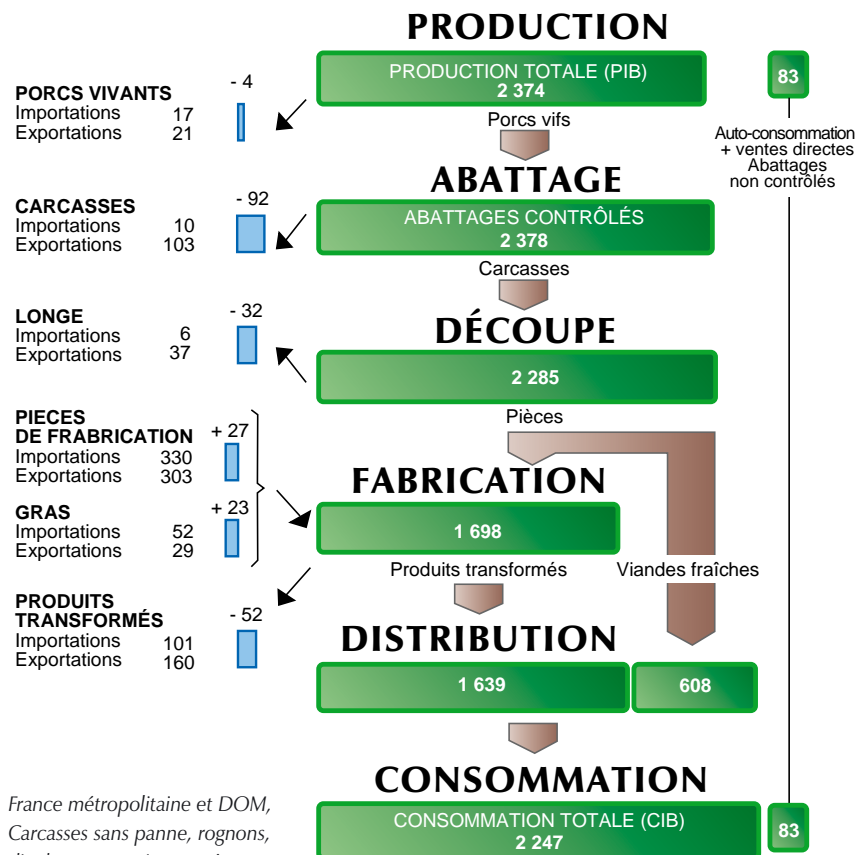 PRODUCTION
PRODUCTION TOTALE (PIB)
2 374
83
PORCS VIVANTS
Importations 17
Exportations 21
- 4
Porcs vifs
Auto-consommation
+ ventes directes
Abattages
non contrôlés
ABATTAGE
CARCASSES
Importations 10
Exportations 103
- 92
ABATTAGES CONTRÔLÉS
2 378
Carcasses
LONGE
Importations 6
Exportations 37
- 32
DÉCOUPE
2 285
Pièces
PIECES
DE FRABRICATION
Importations 330
Exportations 303
+ 27
FABRICATION
GRAS
Importations 52
Exportations 29
+ 23
1 698
Produits transformés
Viandes fraîches
PRODUITS
TRANSFORMÉS
Importations 101
Exportations 160
- 52
DISTRIBUTION
1 639
608
CONSOMMATION
CONSOMMATION TOTALE (CIB)
2 247
83
France métropolitaine et DOM,
Carcasses sans panne, rognons,